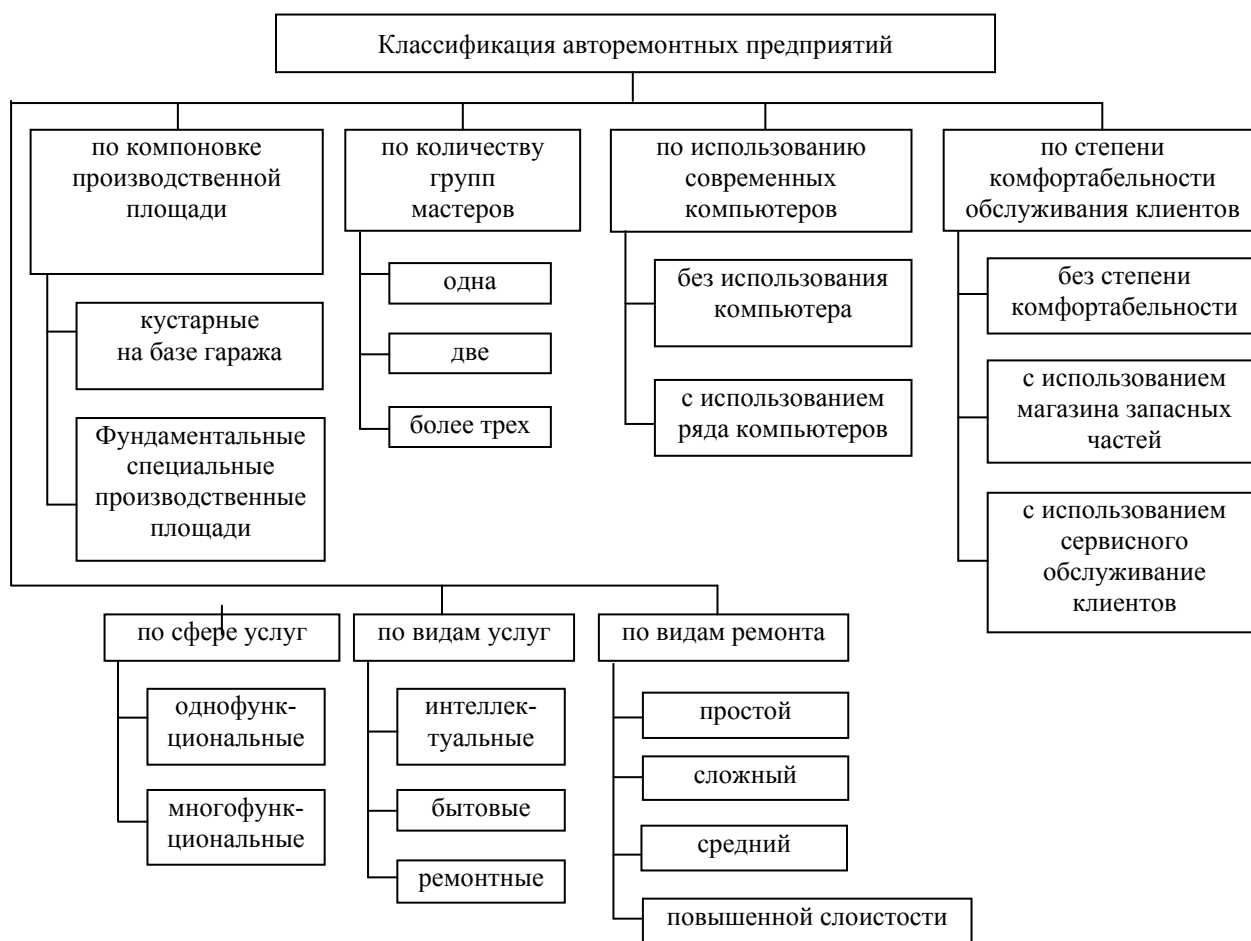 Классификация авторемонтных предприятий
по компоновке
производственной
площади
кустарные
на базе гаража
Фундаментальные
специальные
производственные
площади
по количеству
групп
мастеров
одна
две
более трех
по использованию
современных
компьютеров
без использования
компьютера
с использованием
ряда компьютеров
по степени
комфортабельности
обслуживания клиентов
без степени
комфортабельности
с использованием
магазина запасных
частей
с использованием
сервисного
обслуживание
клиентов
по сфере услуг
однофунк-
циональные
многофунк-
циональные
по видам услуг
интеллек-
туальные
бытовые
ремонтные
по видам ремонта
простой
сложный
средний
повышенной слоистости